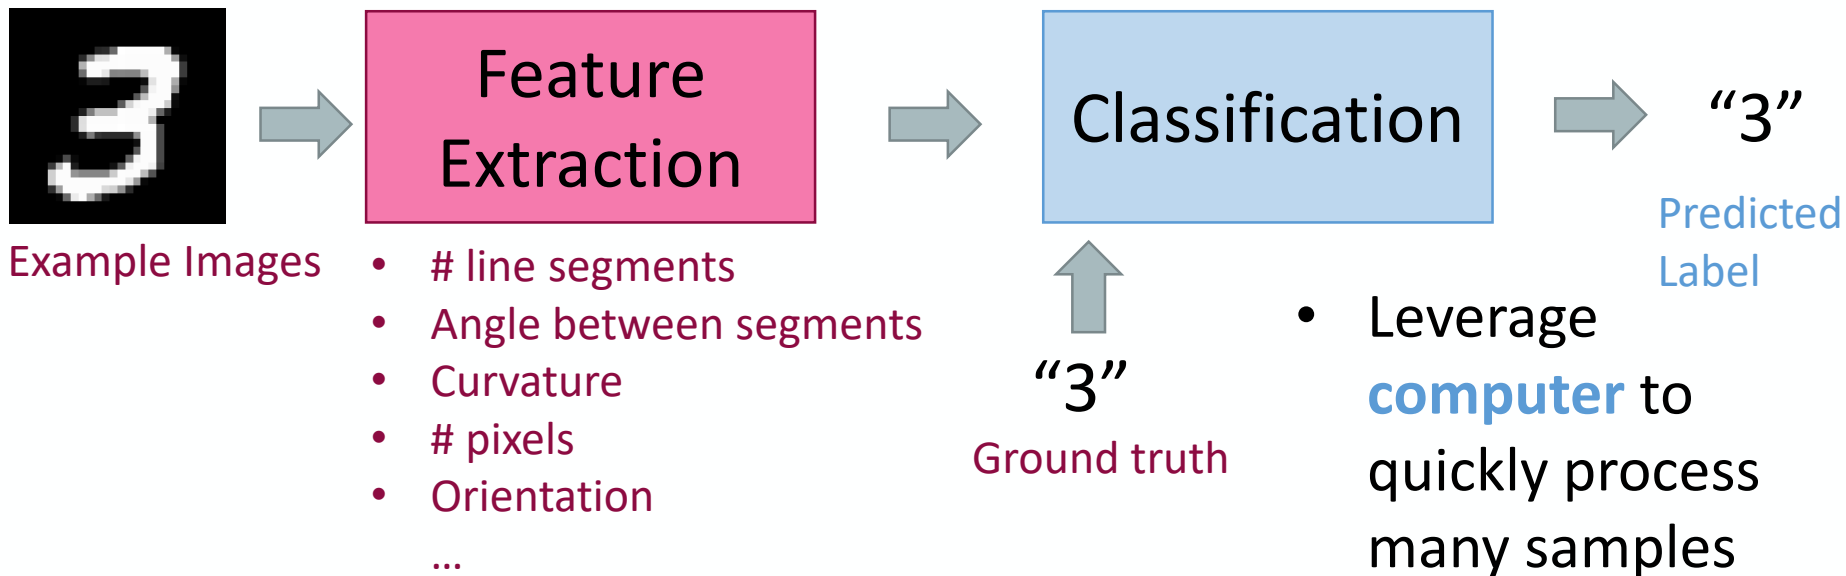 Feature
Extraction
Classification
“3”
Example Images
Predicted
Label
• # line segments
• Angle between segments
• Curvature
• # pixels
• Orientation
...
“3”
Ground truth
• Leverage
computer to
quickly process
many samples